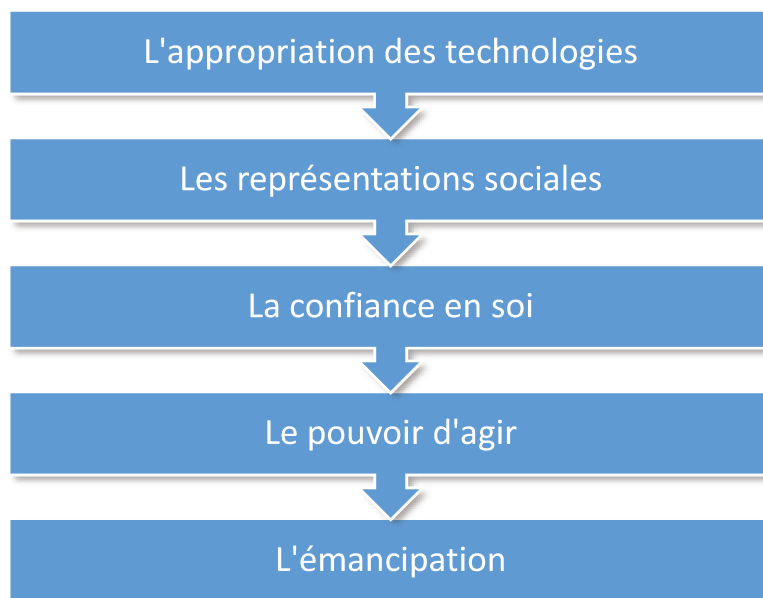 L'appropriation des technologies
Les représentations sociales
La confiance en soi
Le pouvoir d'agir
L'émancipation